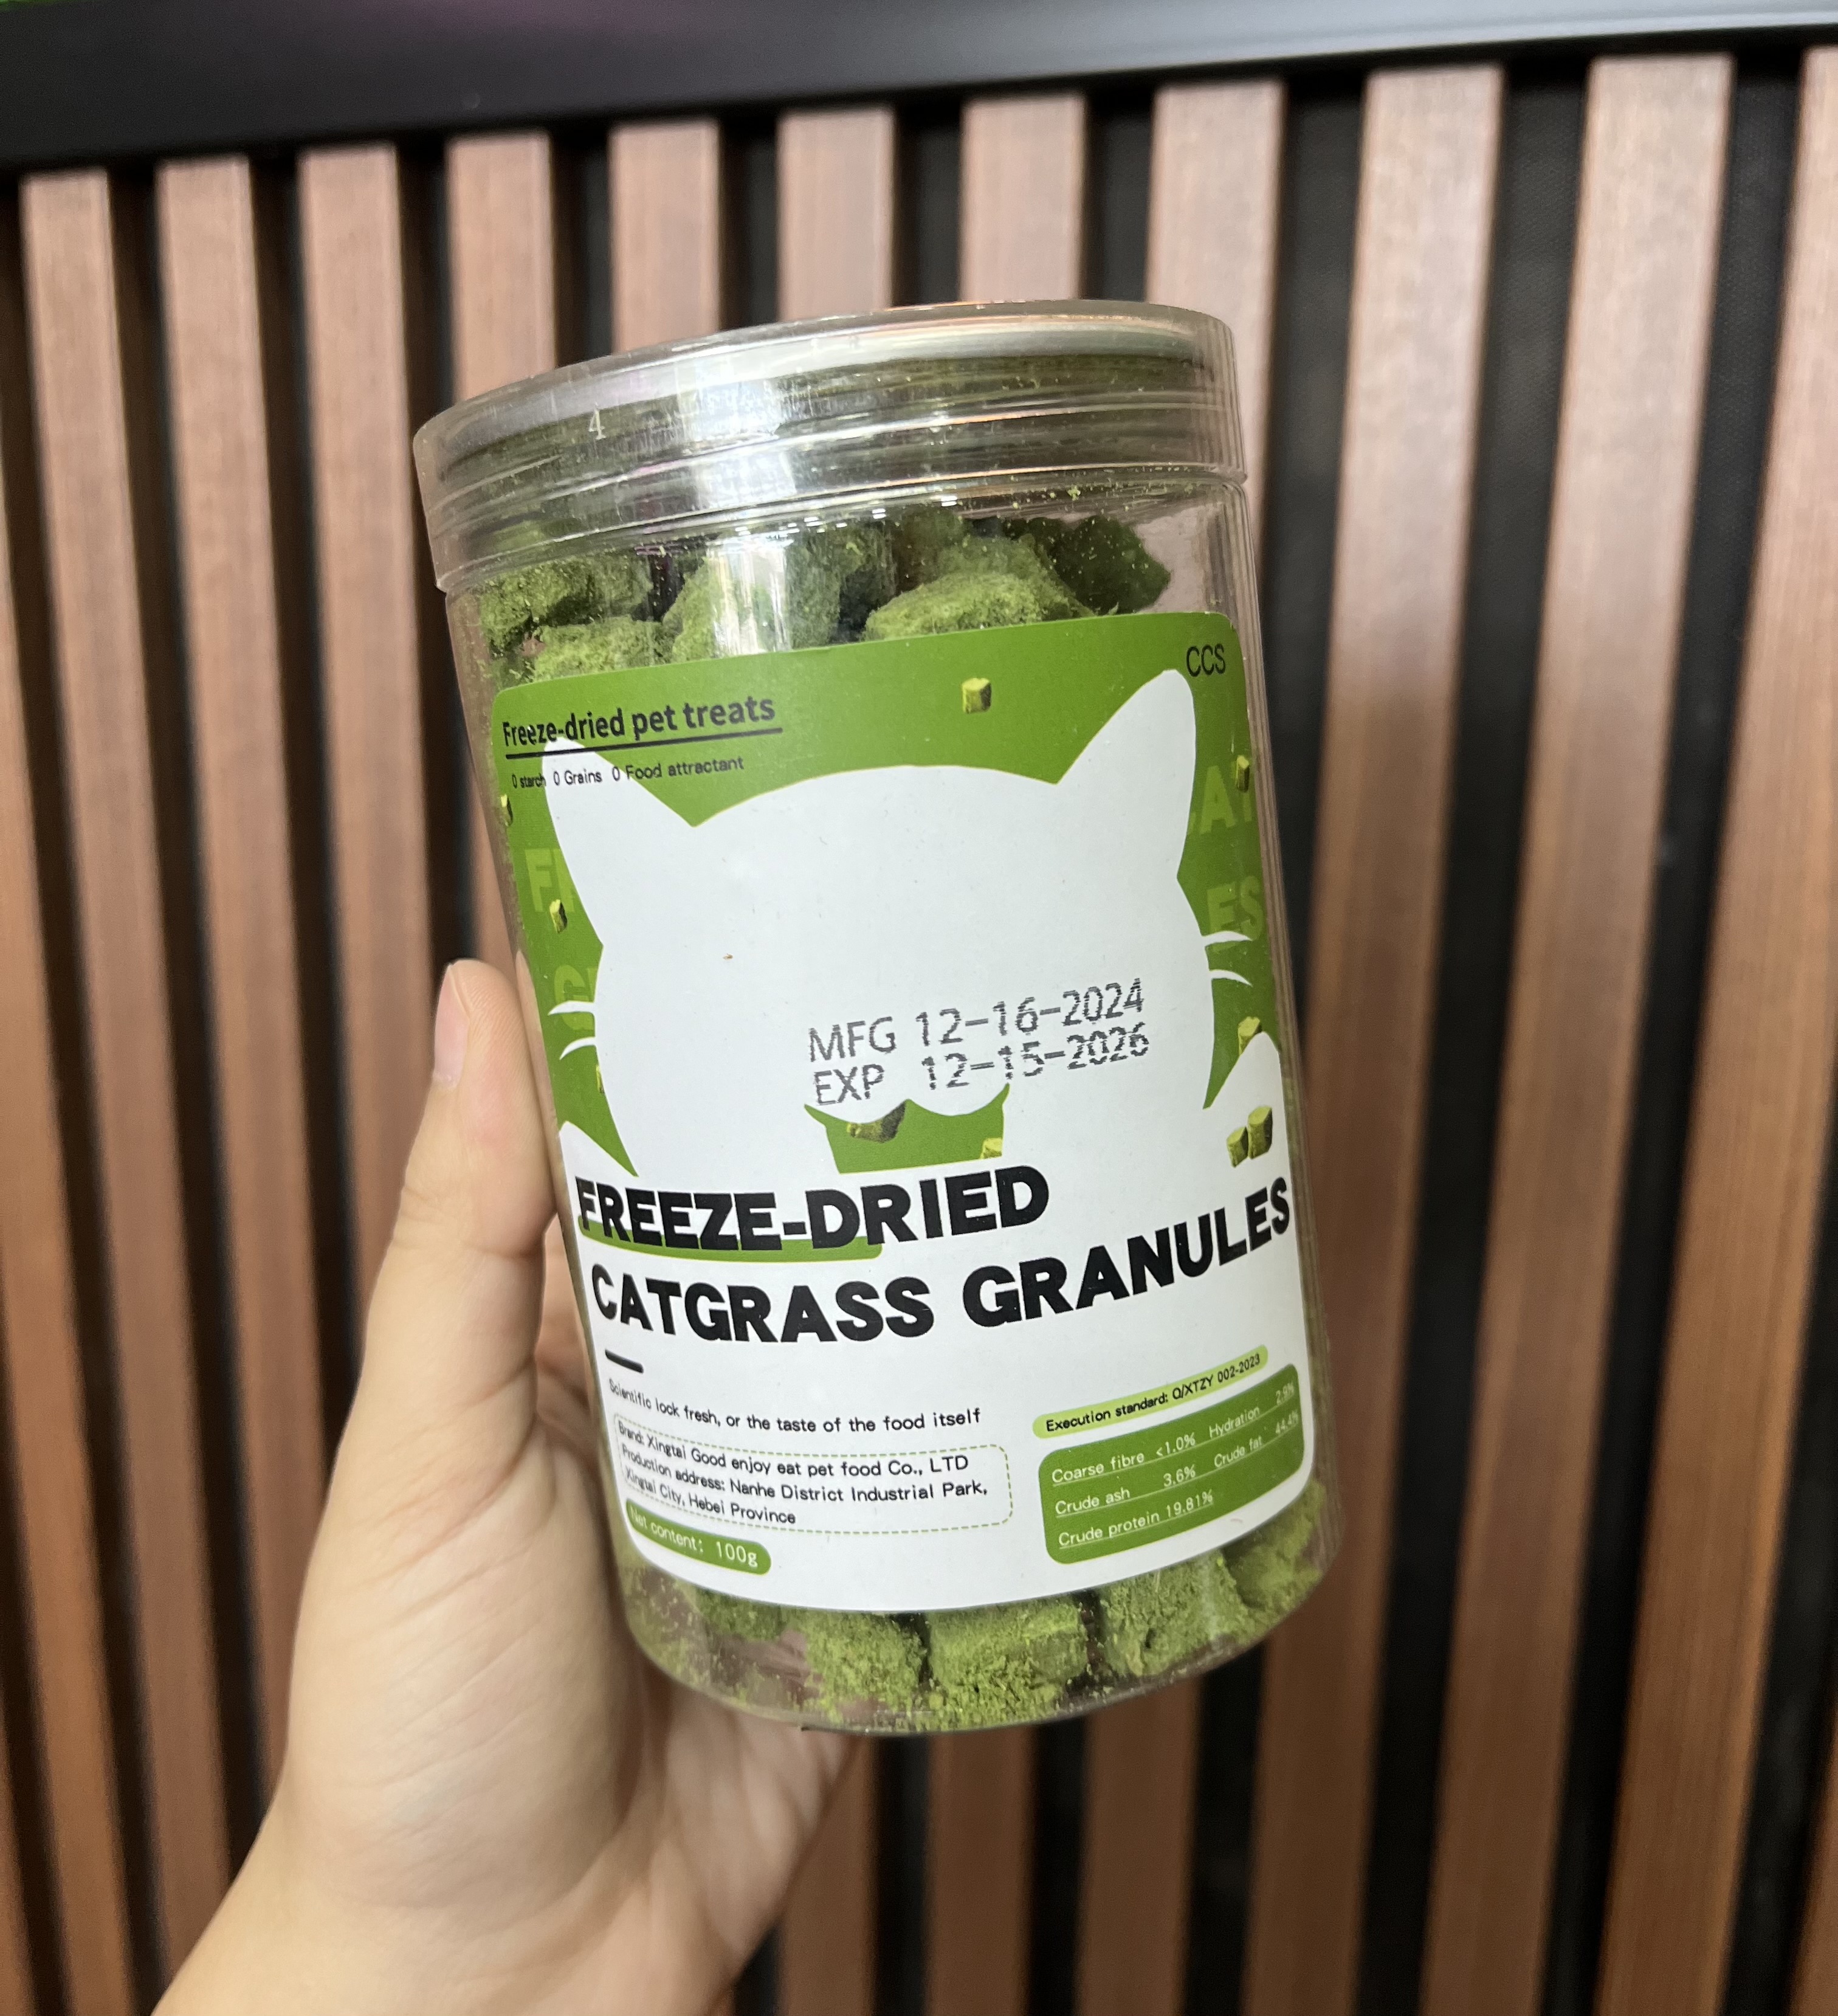 4
CCS
Freeze-dried pet treats
0 starch 0 Grains 0 Food attractant
MFG 12-16-2024
EXP 12-15-2026
FREEZE-DRIED
CATGRASS GRANULES
Scientific lock fresh, or the taste of the food itself
Brand: Xingtai Good enjoy eat pet food Co., LTD
Production address: Nanhe District Industrial Park,
Xingtai City, Hebei Province
Net content: 100g
Execution standard: Q/XTZY 002-2023
Coarse fibre <1.0% Hydration
Crude ash 3.6% Crude fat 44.4%
Crude protein 19.81%